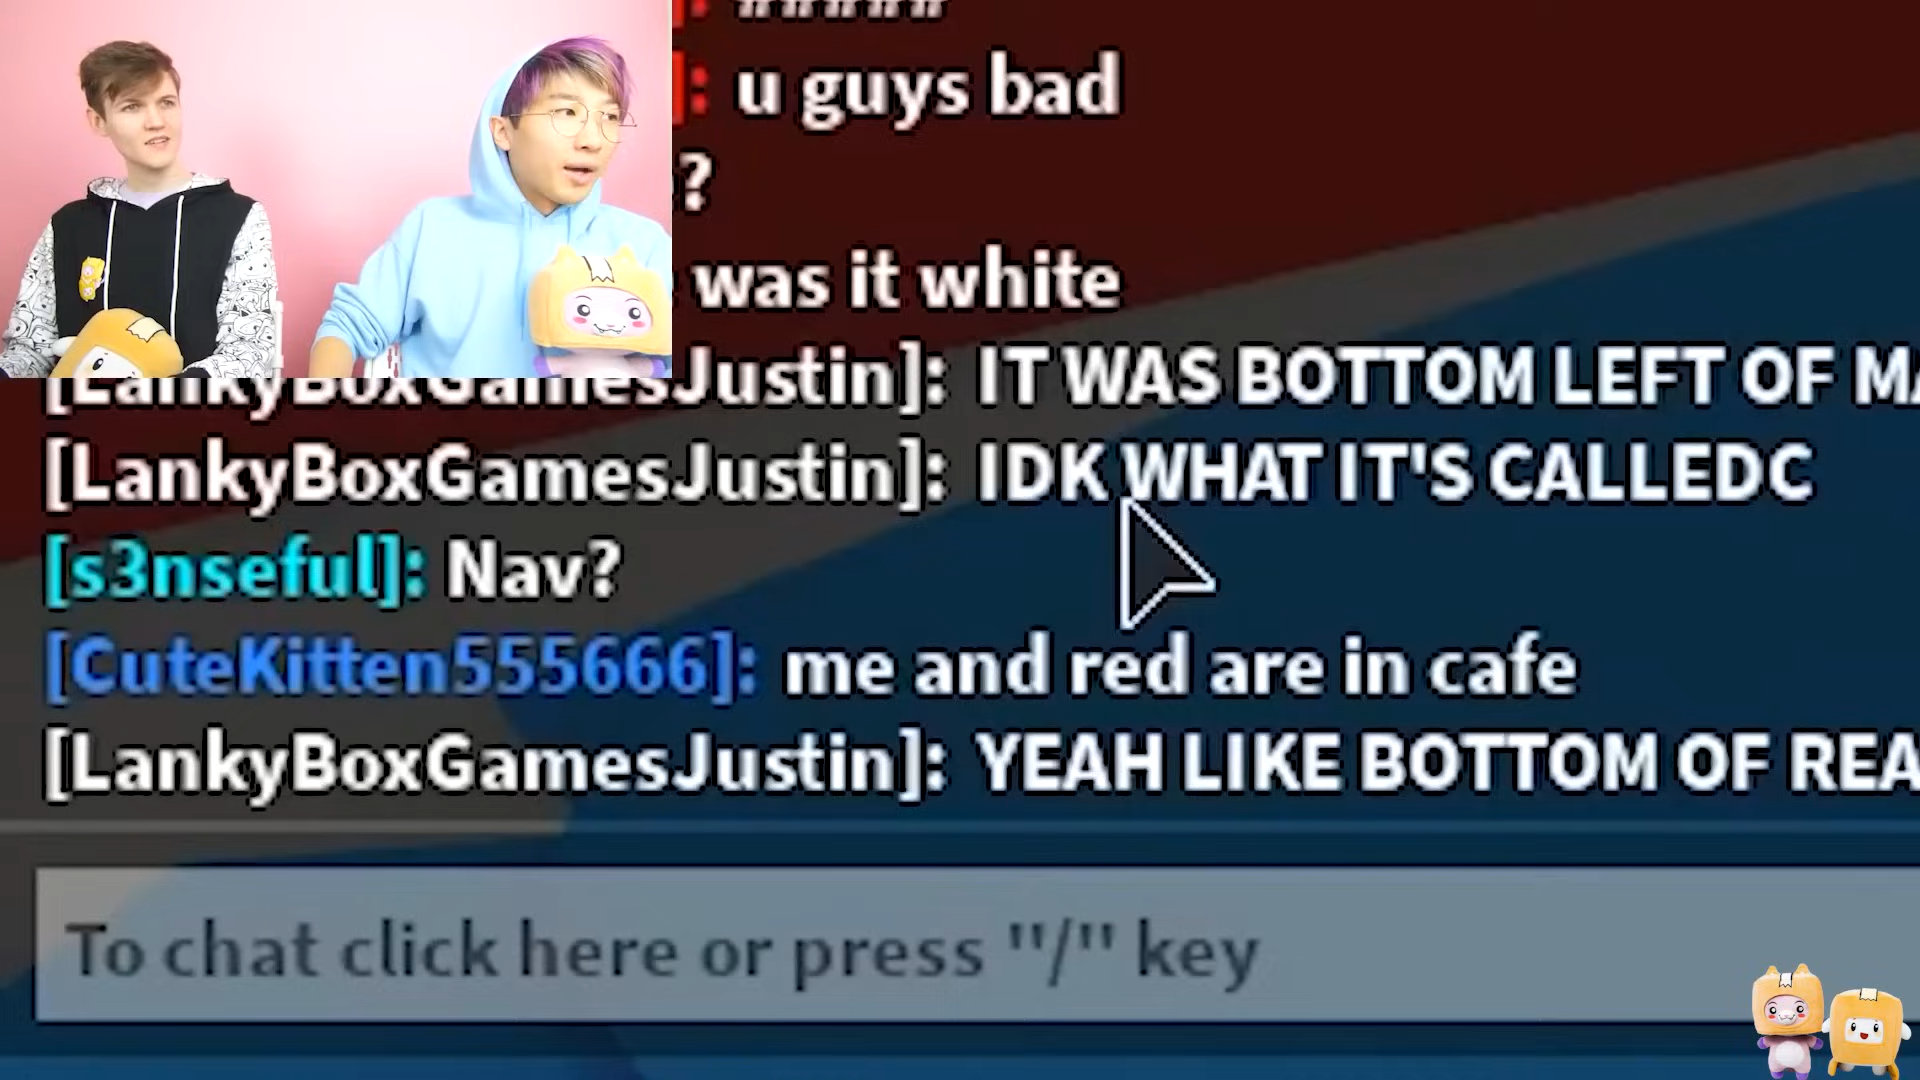 ]: #####
]: u guys bad
?
: was it white
[LankyBoxGamesJustin]: IT WAS BOTTOM LEFT OF
[LankyBoxGamesJustin]: IDK WHAT IT'S CALLEDC
[s3nseful]: Nav?
[CuteKitten555666]: me and red are in cafe
[LankyBoxGamesJustin]: YEAH LIKE BOTTOM OF
To chat click here or press "/" key